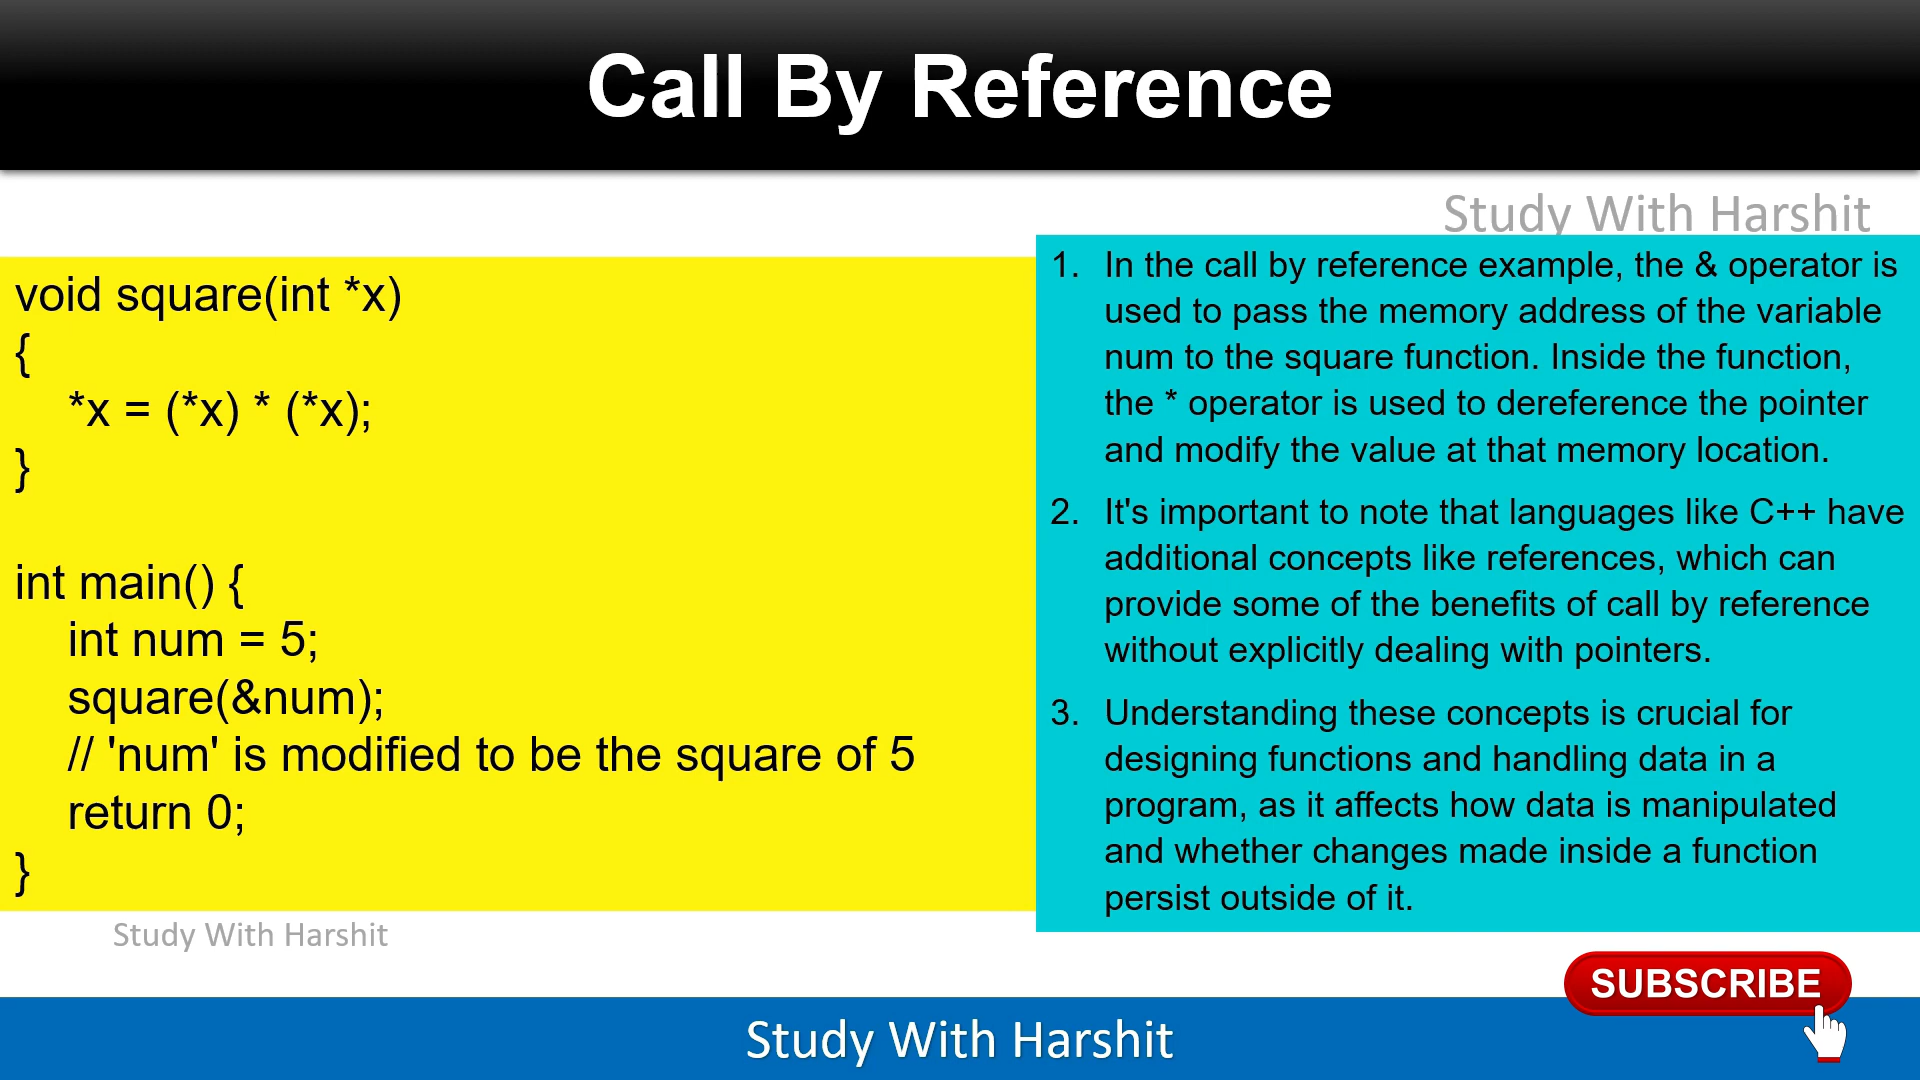 Call By Reference
Study With Harshit
void square(int *x)
{
*x = (*x) * (*x);
}
int main() {
int num = 5;
square(&num);
// 'num' is modified to be the square of 5
return 0;
}
1. In the call by reference example, the & operator is
used to pass the memory address of the variable
num to the square function. Inside the function,
the * operator is used to dereference the pointer
and modify the value at that memory location.
2. It's important to note that languages like C++ have
additional concepts like references, which can
provide some of the benefits of call by reference
without explicitly dealing with pointers.
3. Understanding these concepts is crucial for
designing functions and handling data in a
program, as it affects how data is manipulated
and whether changes made inside a function
persist outside of it.
Study With Harshit
SUBSCRIBE
Study With Harshit